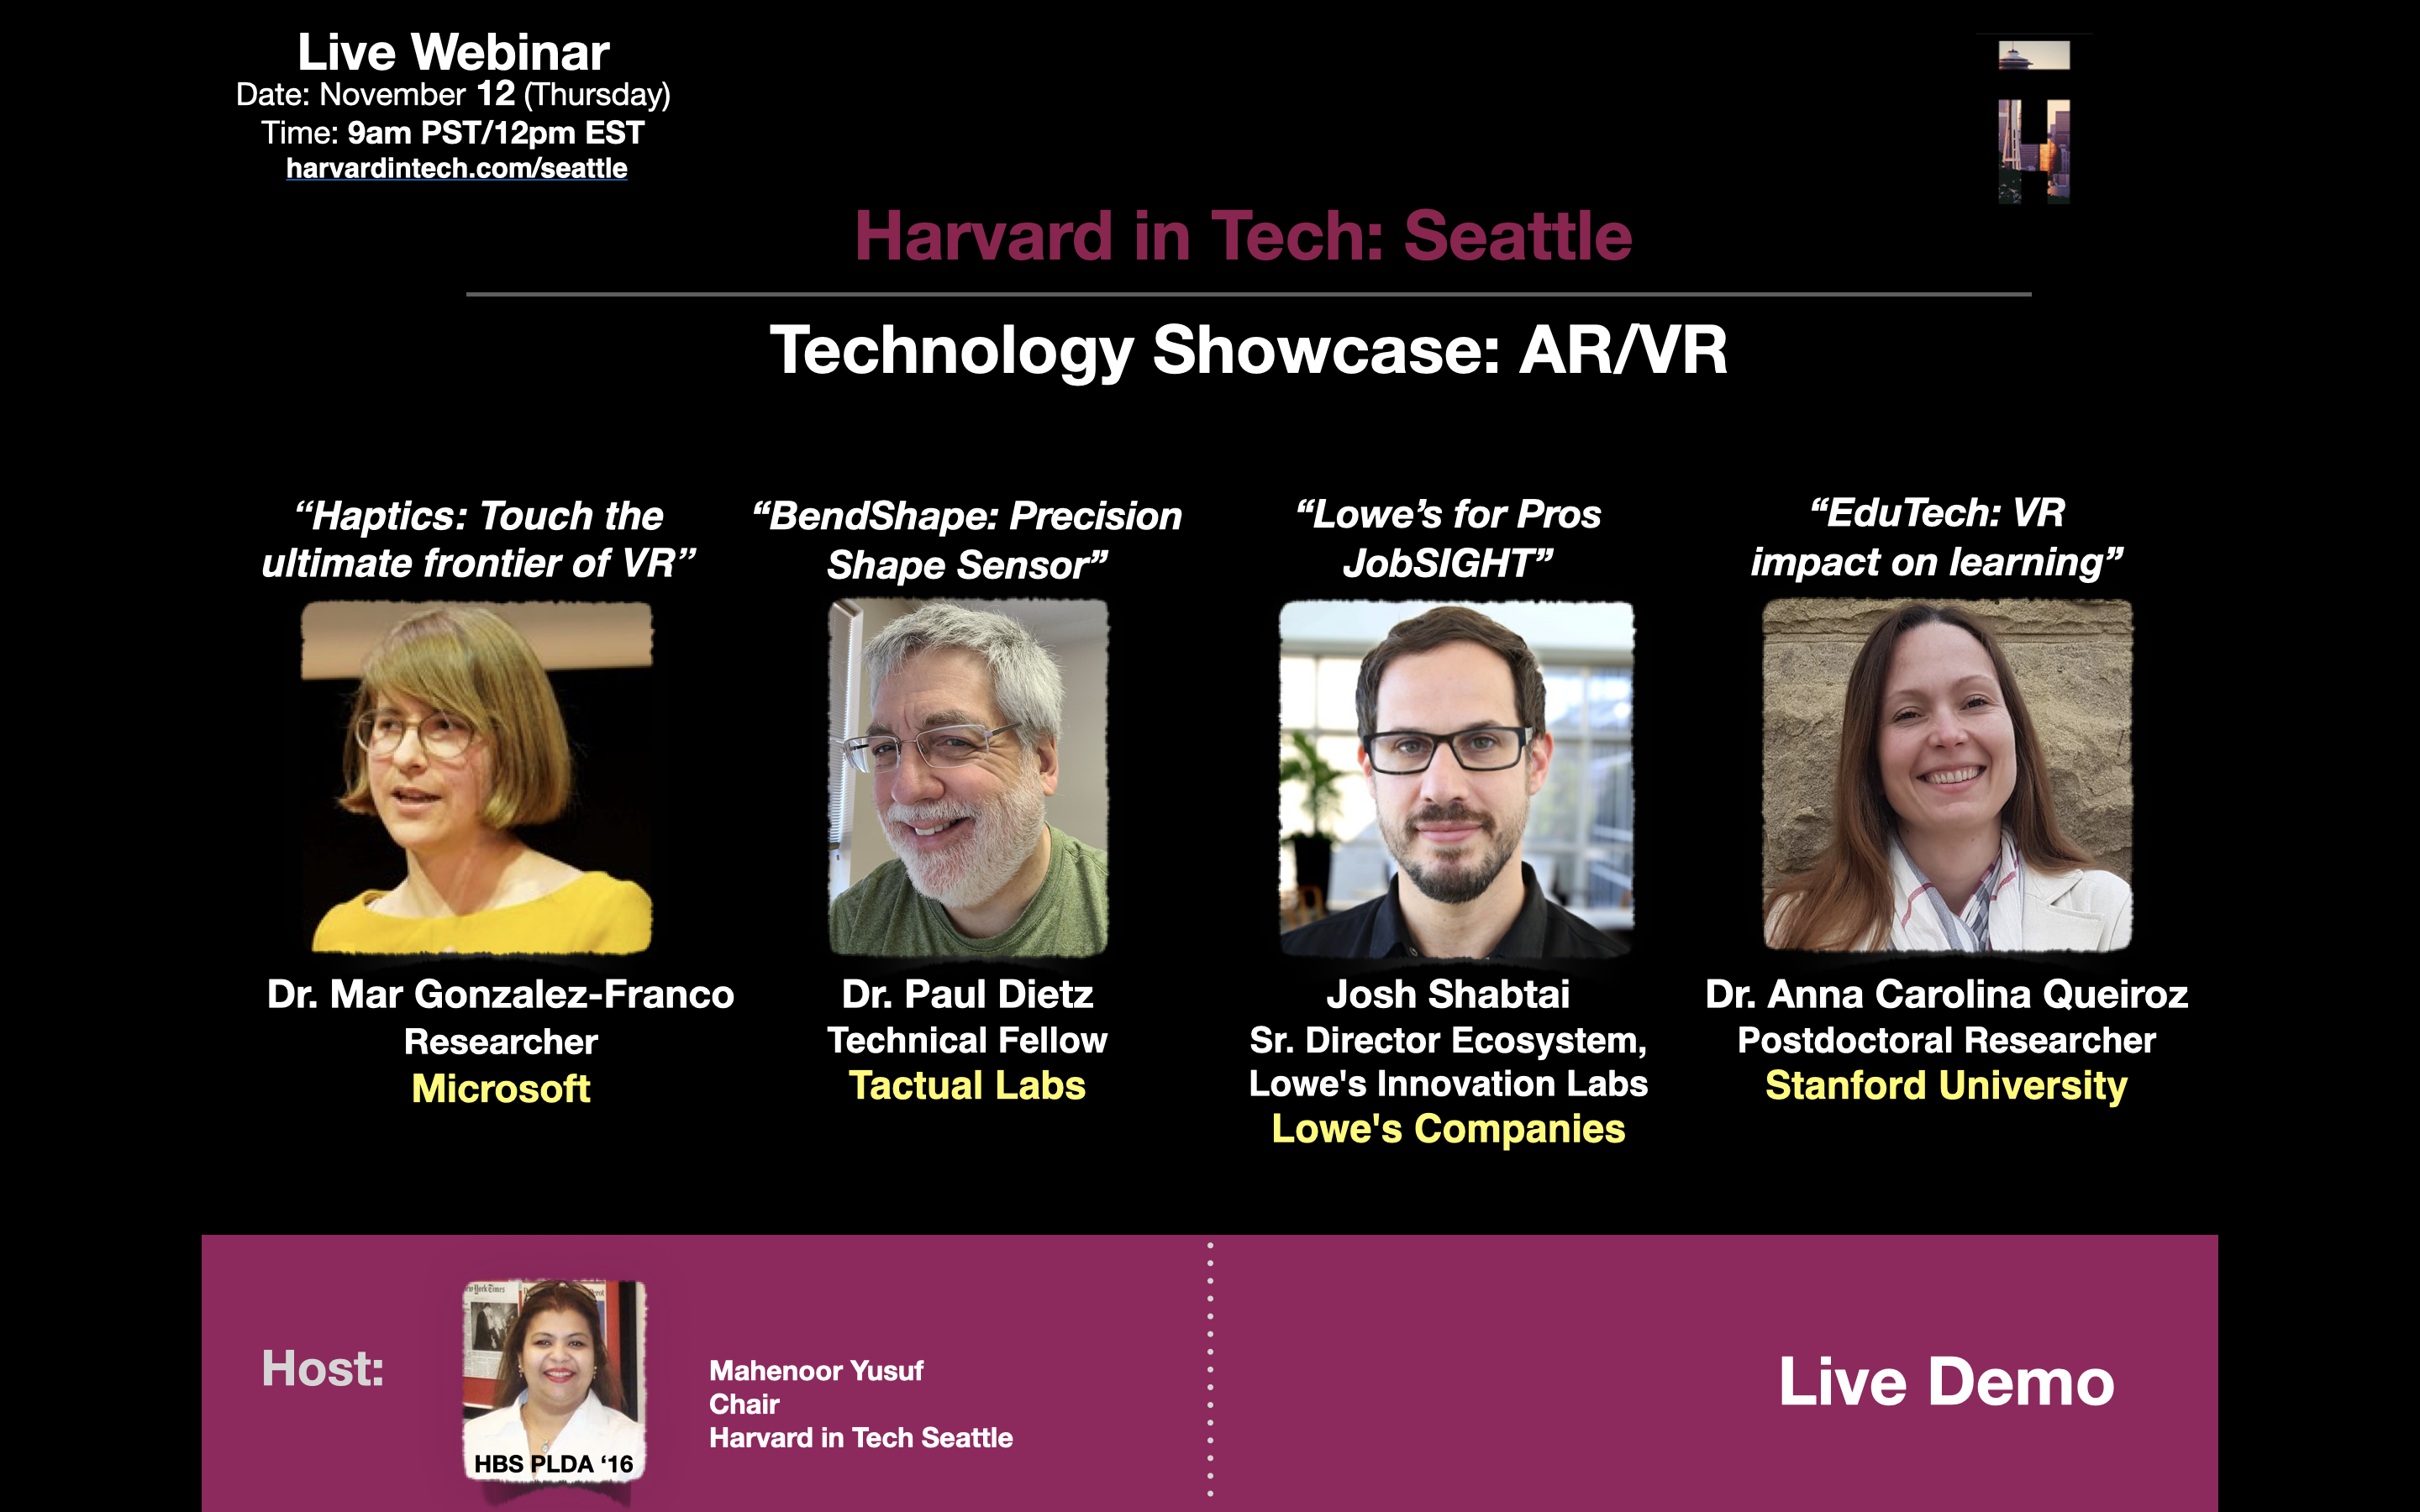 Live Webinar
Date: November 12 (Thursday)
Time: 9am PST/12pm EST
harvardintech.com/seattle
Harvard in Tech: Seattle
Technology Showcase: AR/VR
“Haptics: Touch the
ultimate frontier of VR”
Dr. Mar Gonzalez-Franco
Researcher
Microsoft
“BendShape: Precision
Shape Sensor”
Dr. Paul Dietz
Technical Fellow
Tactual Labs
“Lowe’s for Pros
JobSIGHT”
Josh Shabtai
Sr. Director Ecosystem,
Lowe's Innovation Labs
Lowe's Companies
“EduTech: VR
impact on learning”
Dr. Anna Carolina Queiroz
Postdoctoral Researcher
Stanford University
Host:
HBS PLDA ‘16
Mahenoor Yusuf
Chair
Harvard in Tech Seattle
Live Demo